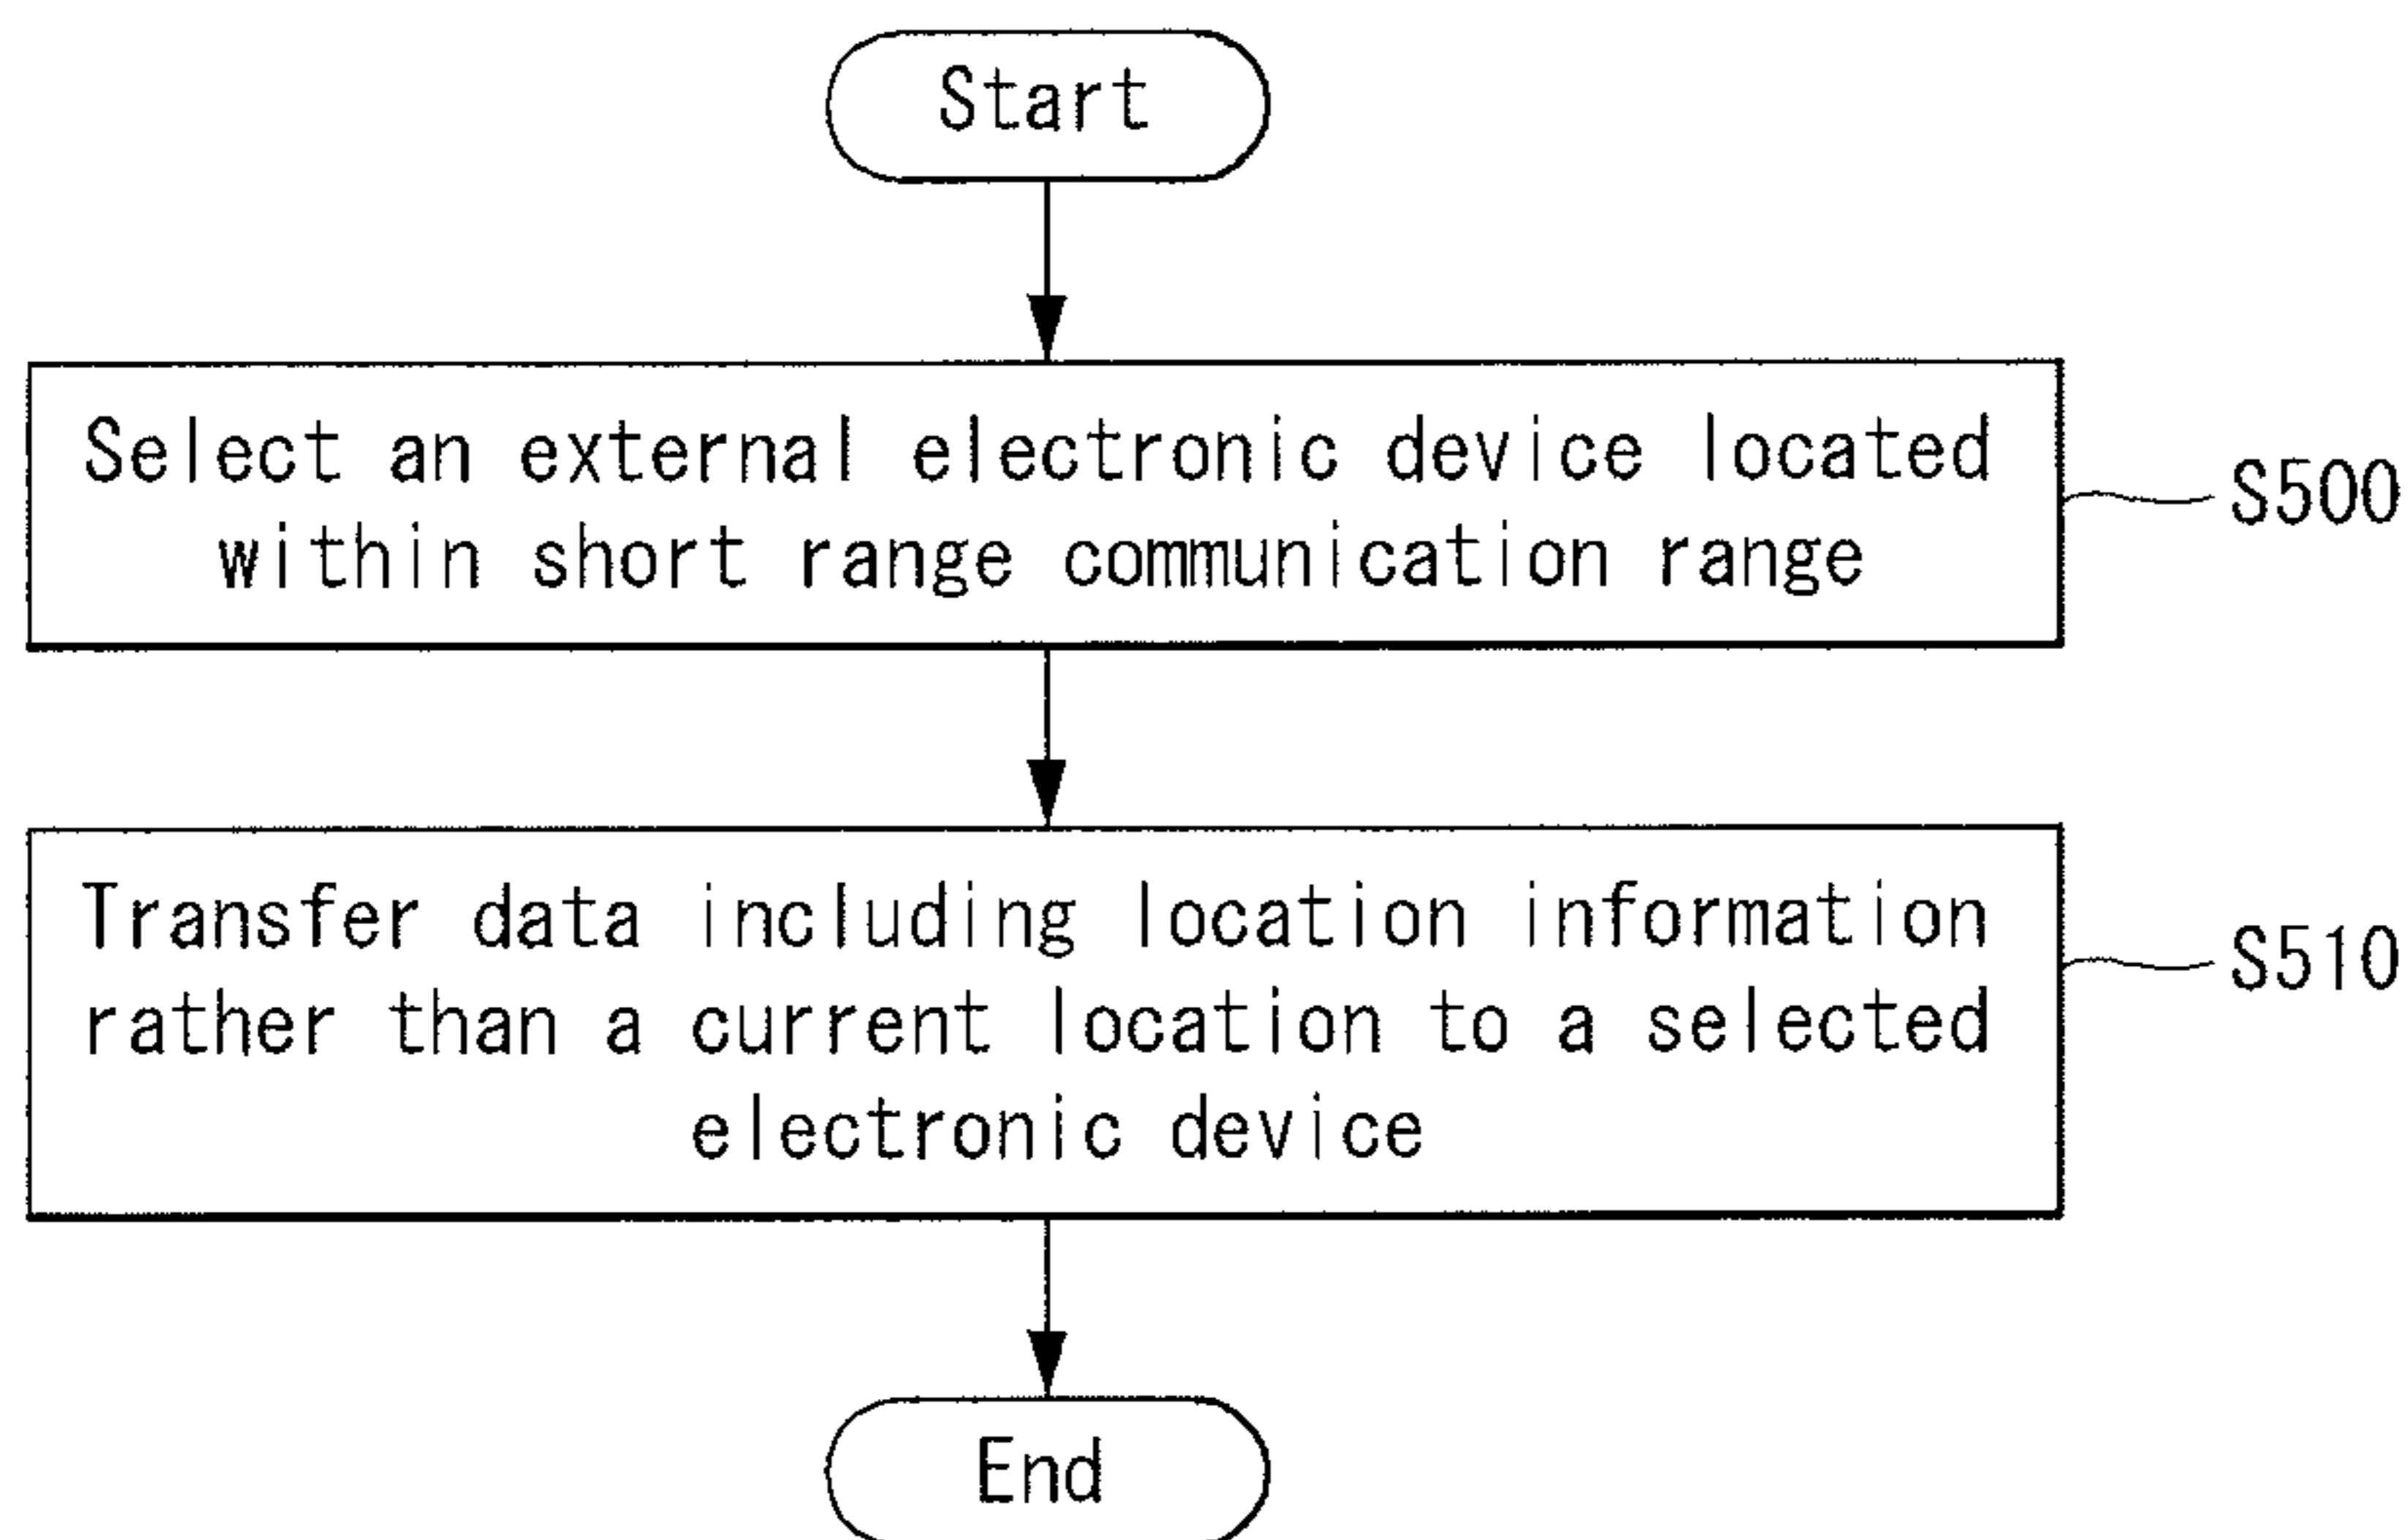 Start
Select an external electronic device located
within short range communication range
S500
Transfer data including location information
rather than a current location to a selected
electronic device
S510
End